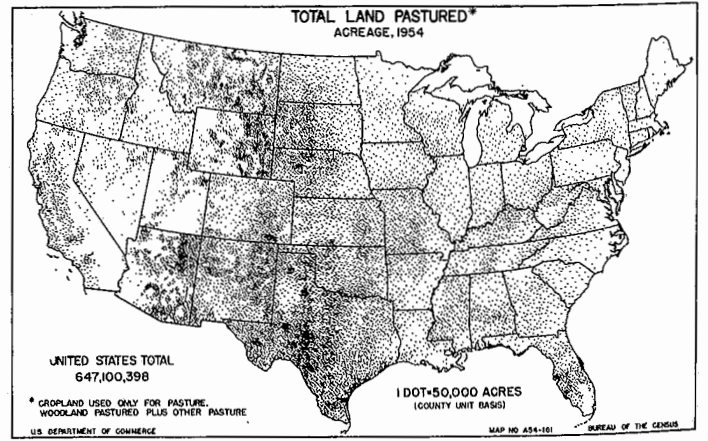 TOTAL LAND PASTURED*
ACREAGE, 1954
UNITED STATES TOTAL
647,100,398
* CROPLAND USED ONLY FOR PASTURE,
WOODLAND PASTURED PLUS OTHER PASTURE
U.S. DEPARTMENT OF COMMERCE
1 DOT=50,000 ACRES
(COUNTY UNIT BASIS)
MAP NO A54-161
BUREAU OF THE CENSUS